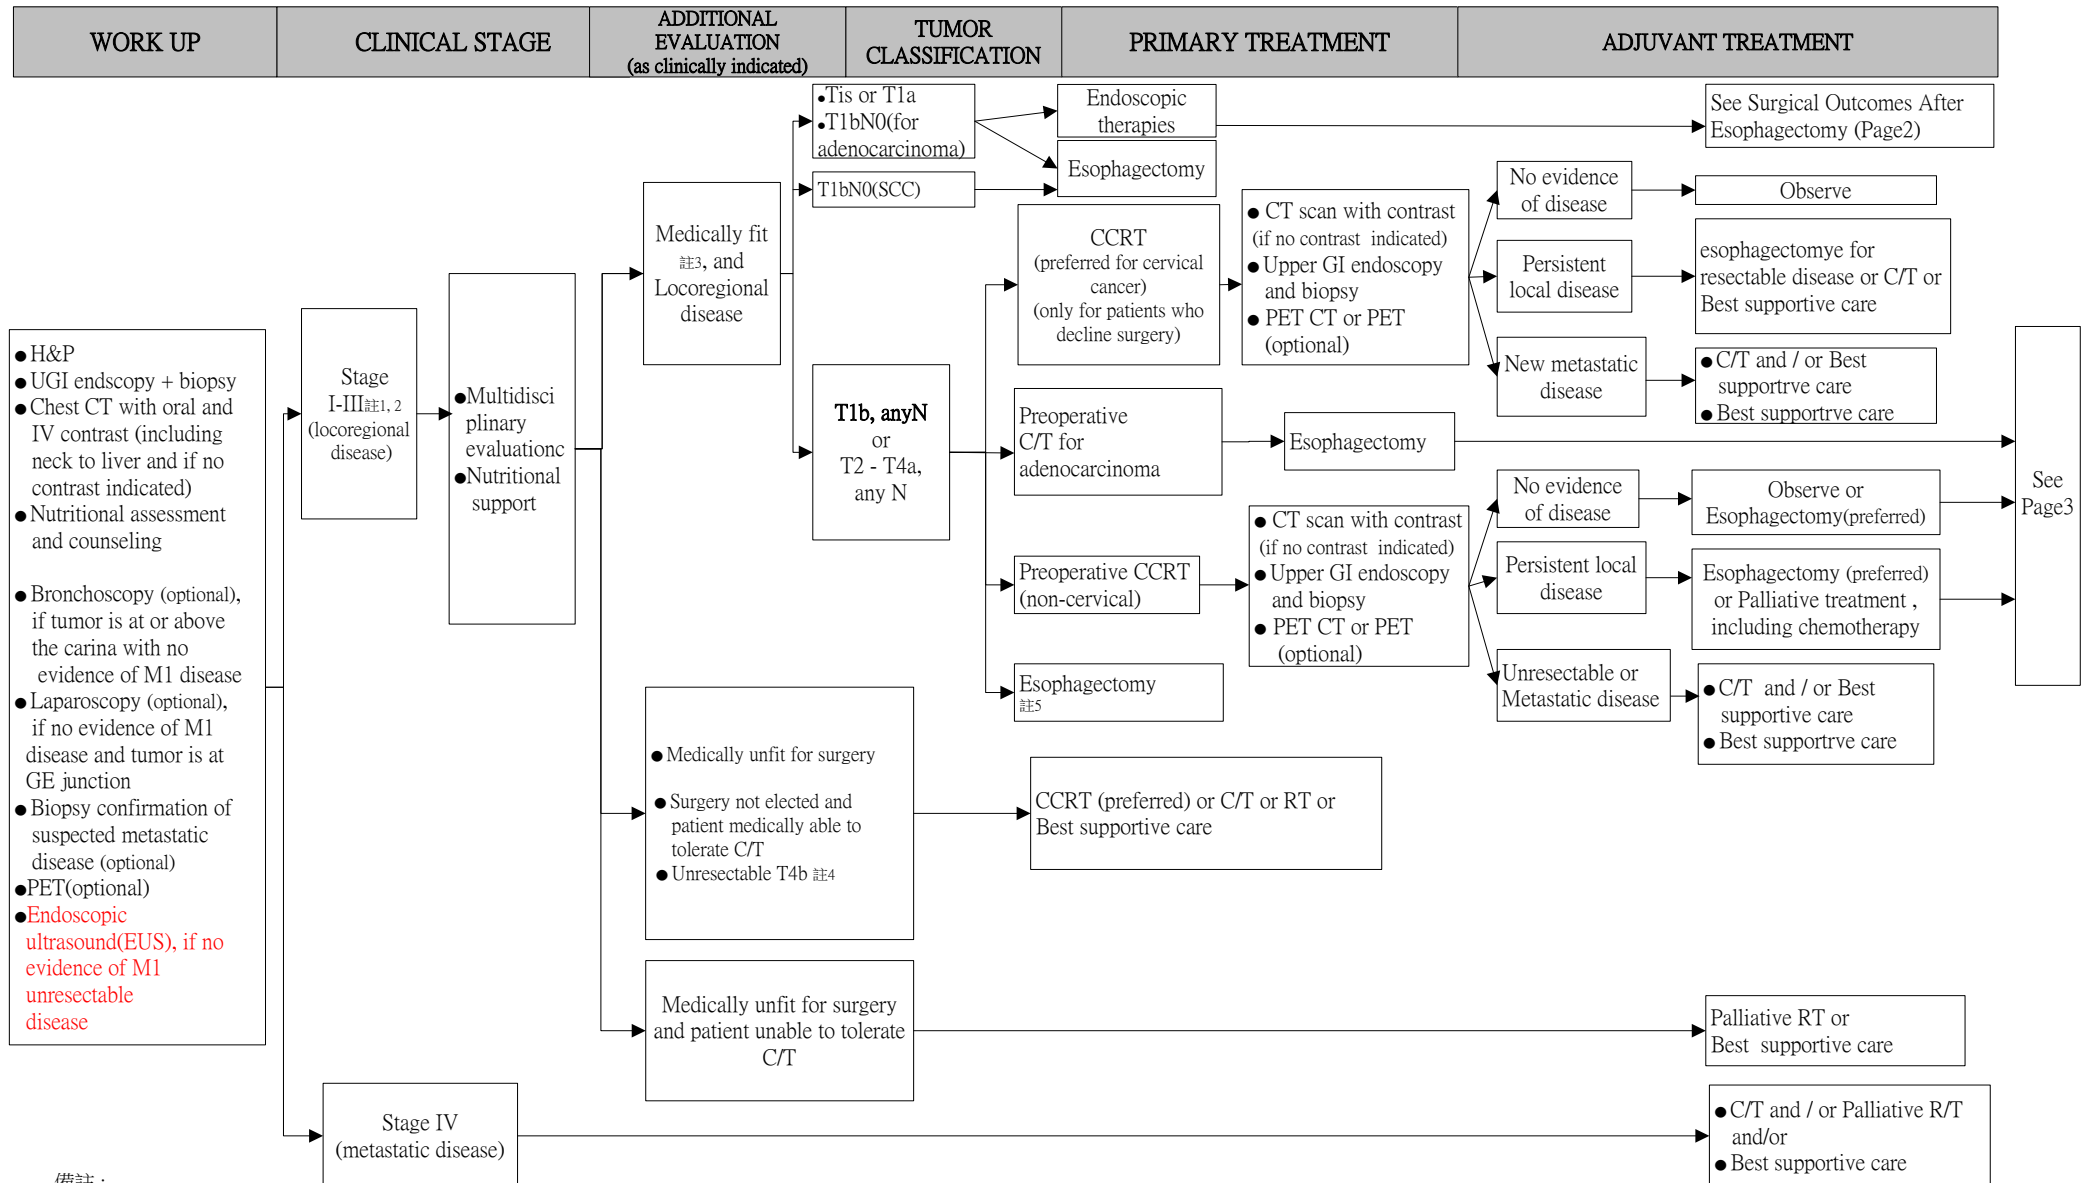 WORK UP
CLINICAL STAGE
ADDITIONAL
EVALUATION
(as clinically indicated)
TUMOR
CLASSIFICATION
PRIMARY TREATMENT
ADJUVANT TREATMENT
●H&P
●UGI endscopy + biopsy
●Chest CT with oral and
IV contrast (including
neck to liver and if no
contrast indicated)
●Nutritional assessment
and counseling
●Bronchoscopy (optional),
if tumor is at or above
the carina with no
evidence of M1 disease
●Laparoscopy (optional),
if no evidence of M1
disease and tumor is at
GE junction
●Biopsy confirmation of
suspected metastatic
disease (optional)
●PET(optional)
●Endoscopic
ultrasound(EUS), if no
evidence of M1
unresectable
disease
Stage
I-III註1, 2
(locoregional
disease)
Stage IV
(metastatic disease)
●Multidisci
plinary
evaluationc
●Nutritional
support
Medically fit
註3, and
Locoregional
disease
● Medically unfit for surgery
● Surgery not elected and
patient medically able to
tolerate C/T
● Unresectable T4b 註4
Medically unfit for surgery
and patient unable to tolerate
C/T
●Tis or T1a
●T1bN0(for
adenocarcinoma)
T1bN0(SCC)
T1b, anyN
or
T2 - T4a,
any N
Endoscopic
therapies
Esophagectomy
CCRT
(preferred for cervical
cancer)
(only for patients who
decline surgery)
Preoperative
C/T for
adenocarcinoma
Preoperative CCRT
(non-cervical)
Esophagectomy
註5
CCRT (preferred) or C/T or RT or
Best supportive care
● CT scan with contrast
(if no contrast indicated)
● Upper GI endoscopy
and biopsy
● PET CT or PET
(optional)
Esophagectomy
● CT scan with contrast
(if no contrast indicated)
● Upper GI endoscopy
and biopsy
● PET CT or PET
(optional)
No evidence
of disease
Persistent
local disease
New metastatic
disease
No evidence
of disease
Persistent local
disease
Unresectable or
Metastatic disease
See Surgical Outcomes After
Esophagectomy (Page2)
Observe
esophagectomye for
resectable disease or C/T or
Best supportive care
● C/T and / or Best
supportrve care
● Best supportrve care
Observe or
Esophagectomy(preferred)
Esophagectomy (preferred)
or Palliative treatment ,
including chemotherapy
● C/T and / or Best
supportive care
● Best supportrve care
Palliative RT or
Best supportive care
● C/T and / or Palliative R/T
and/or
● Best supportive care
See
Page3
備註：